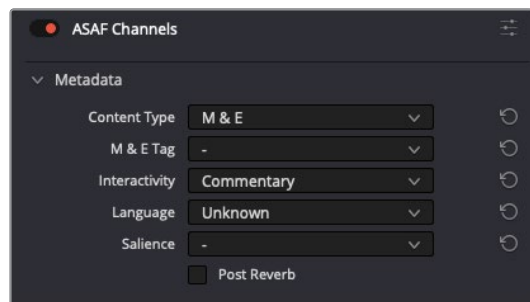 ASAF Channels
Metadata
Content Type M & E
M & E Tag -
Interactivity Commentary
Language Unknown
Salience -
Post Reverb